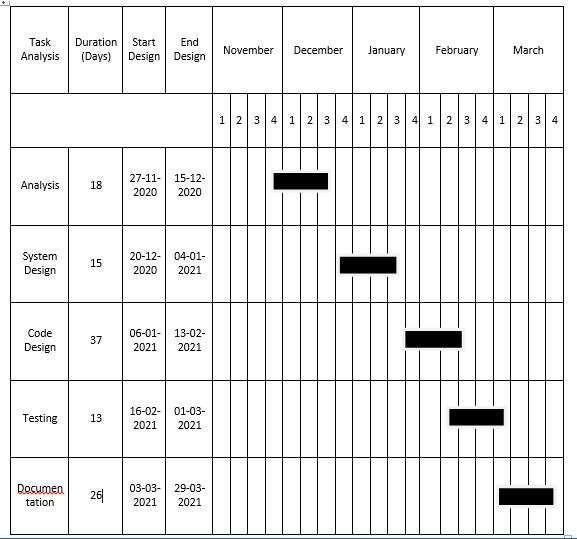 Task Analysis Duration (Days) Start Design End Design November December January February March
1 2 3 4 1 2 3 4 1 2 3 4 1 2 3 4 1 2 3 4
Analysis 18 27-11-2020 15-12-2020
System Design 15 20-12-2020 04-01-2021
Code Design 37 06-01-2021 13-02-2021
Testing 13 16-02-2021 01-03-2021
Documentation 26 03-03-2021 29-03-2021